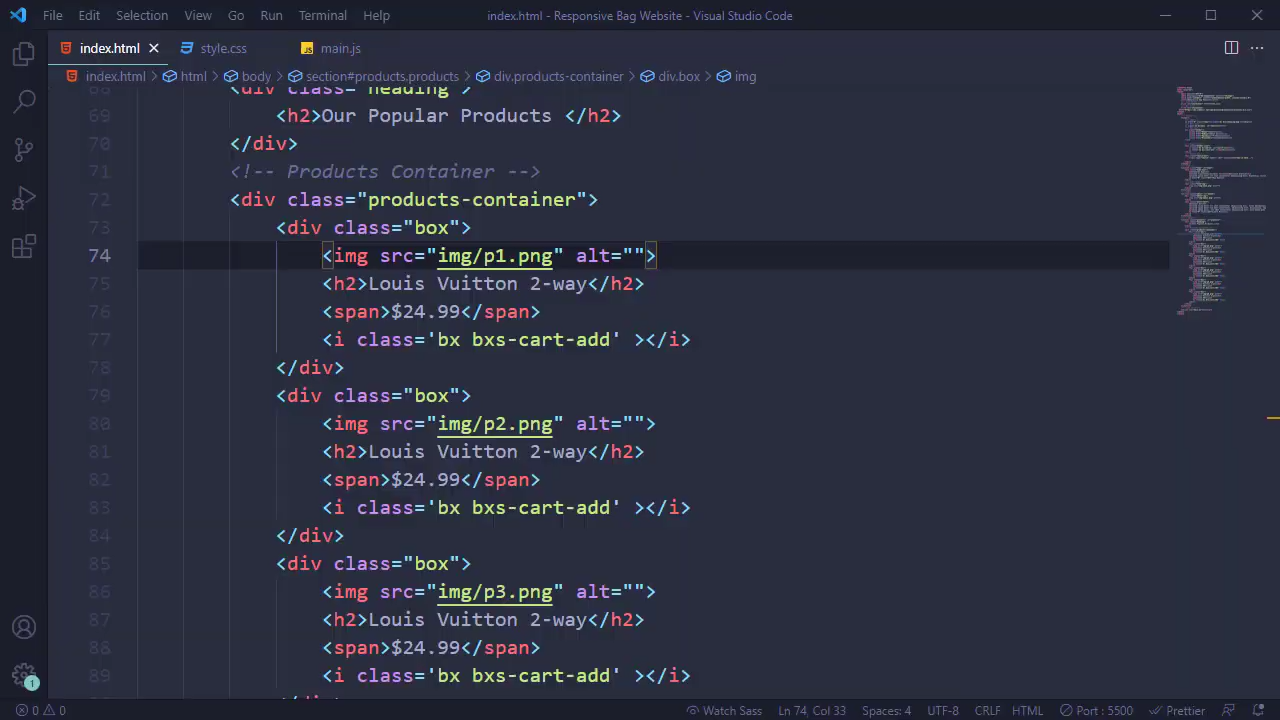 File Edit Selection View Go Run Terminal Help index.html - Responsive Bag Website - Visual Studio Code
index.html style.css JS main.js
index.html > html > body > section#products.products > div.products-container > div.box > img
68 <div class="heading">
69 <h2>Our Popular Products </h2>
70 </div>
71 <!-- Products Container -->
72 <div class="products-container">
73 <div class="box">
74 <img src="img/p1.png" alt="">
75 <h2>Louis Vuitton 2-way</h2>
76 <span>$24.99</span>
77 <i class='bx bxs-cart-add' ></i>
78 </div>
79 <div class="box">
80 <img src="img/p2.png" alt="">
81 <h2>Louis Vuitton 2-way</h2>
82 <span>$24.99</span>
83 <i class='bx bxs-cart-add' ></i>
84 </div>
85 <div class="box">
86 <img src="img/p3.png" alt="">
87 <h2>Louis Vuitton 2-way</h2>
88 <span>$24.99</span>
89 <i class='bx bxs-cart-add' ></i>
1
0 0 Watch Sass Ln 74, Col 33 Spaces: 4 UTF-8 CRLF HTML Port : 5500 Prettier